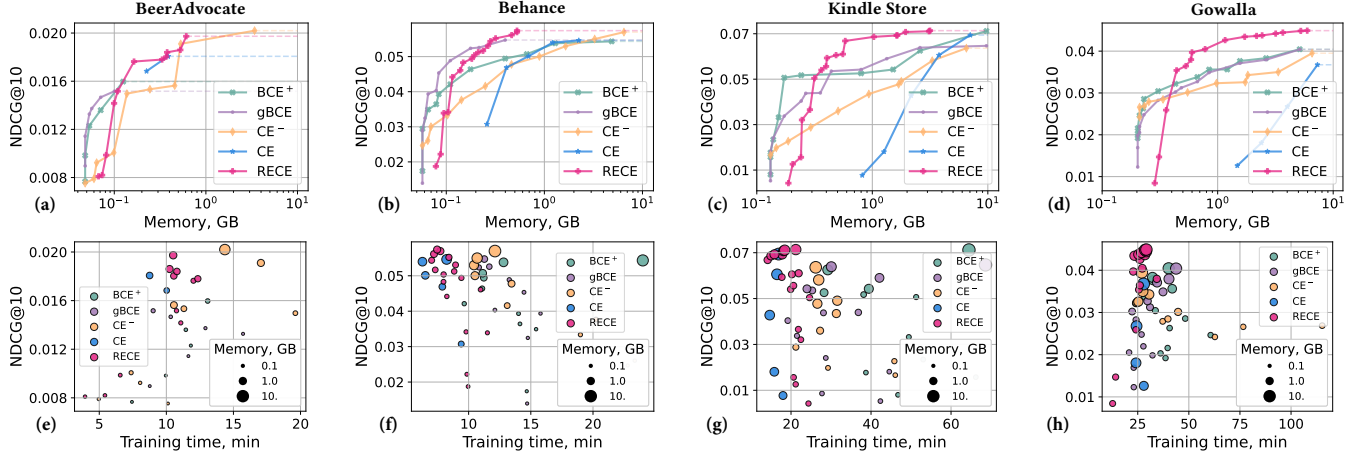 BeerAdvocate
Behance
Kindle Store
Gowalla
NDCG@10
0.020
0.016
0.012
0.008
10⁻¹
10⁰
10¹
Memory, GB
BCE⁺
gBCE
CE⁻
CE
RECE
(a)
NDCG@10
0.05
0.04
0.03
0.02
10⁻¹
10⁰
10¹
Memory, GB
BCE⁺
gBCE
CE⁻
CE
RECE
(b)
NDCG@10
0.07
0.05
0.03
0.01
10⁻¹
10⁰
10¹
Memory, GB
BCE⁺
gBCE
CE⁻
CE
RECE
(c)
NDCG@10
0.04
0.03
0.02
0.01
10⁻¹
10⁰
10¹
Memory, GB
BCE⁺
gBCE
CE⁻
CE
RECE
(d)
NDCG@10
0.020
0.016
0.012
0.008
5
10
15
20
Training time, min
BCE⁺
gBCE
CE⁻
CE
RECE
Memory, GB
0.1
1.0
10.
(e)
NDCG@10
0.05
0.04
0.03
0.02
10
15
20
Training time, min
BCE⁺
gBCE
CE⁻
CE
RECE
Memory, GB
0.1
1.0
10.
(f)
NDCG@10
0.07
0.05
0.03
0.01
20
40
60
Training time, min
BCE⁺
gBCE
CE⁻
CE
RECE
Memory, GB
0.1
1.0
10.
(g)
NDCG@10
0.04
0.03
0.02
0.01
25
50
75
100
Training time, min
BCE⁺
gBCE
CE⁻
CE
RECE
Memory, GB
0.1
1.0
10.
(h)